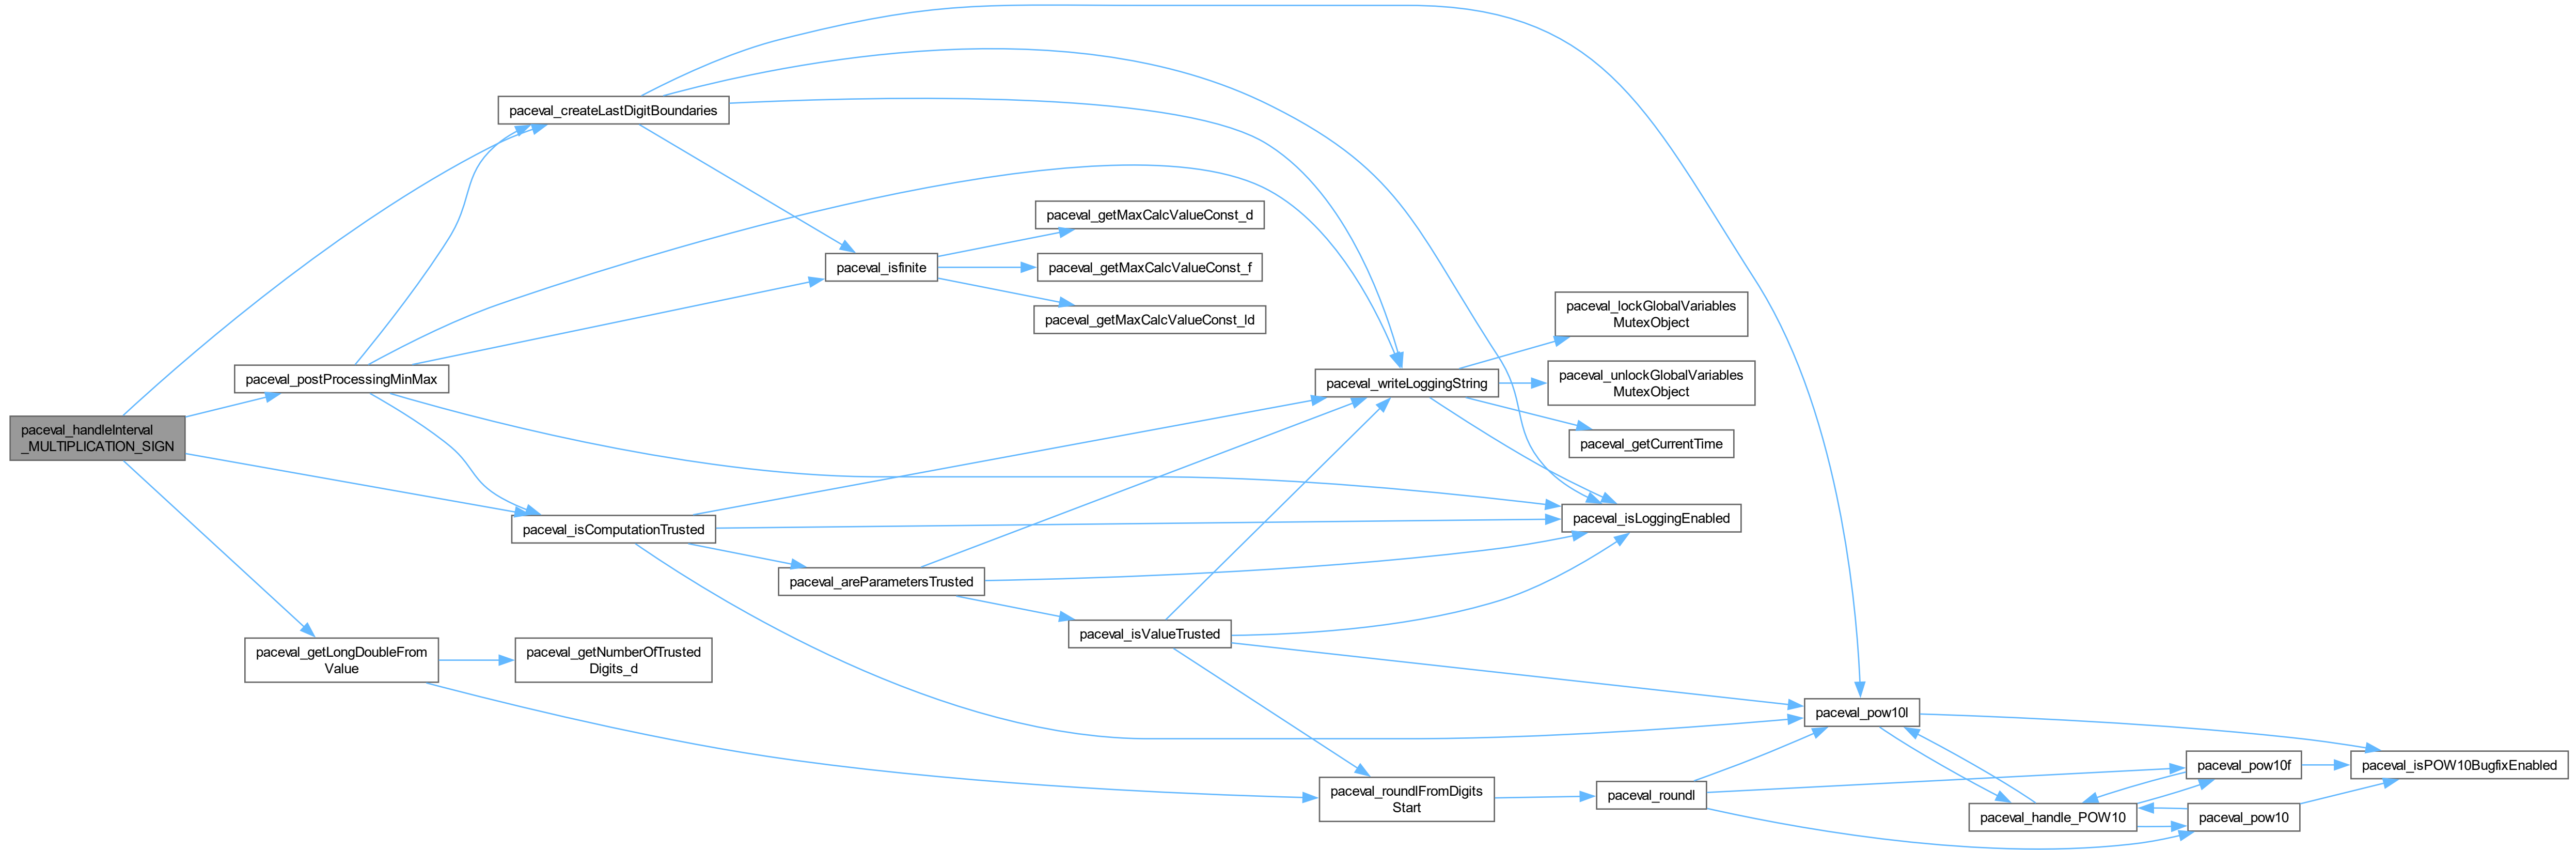 paceval_createLastDigitBoundaries
paceval_getMaxCalcValueConst_d
paceval_isfinite
paceval_getMaxCalcValueConst_f
paceval_getMaxCalcValueConst_ld
paceval_lockGlobalVariables
MutexObject
paceval_postProcessingMinMax
paceval_writeLoggingString
paceval_unlockGlobalVariables
MutexObject
paceval_handleInterval
_MULTIPLICATION_SIGN
paceval_getCurrentTime
paceval_isComputationTrusted
paceval_isLoggingEnabled
paceval_areParametersTrusted
paceval_isValueTrusted
paceval_getLongDoubleFrom
Value
paceval_getNumberOfTrusted
Digits_d
paceval_pow10l
paceval_roundlFromDigits
Start
paceval_roundl
paceval_pow10f
paceval_isPOW10BugfixEnabled
paceval_handle_POW10
paceval_pow10